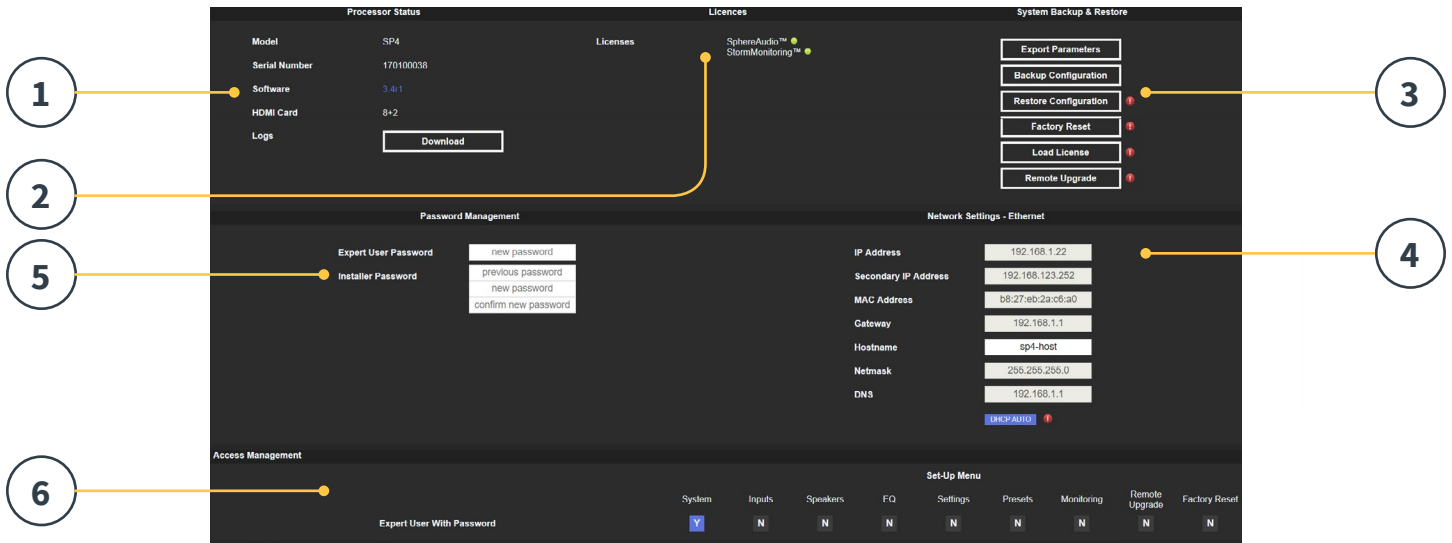 Processor Status
Licences
System Backup & Restore
1
Model SP4
Serial Number 170100038
Software 3.4r1
HDMI Card 8+2
Logs Download
2
Licenses SphereAudio™
StormMonitoring™
Export Parameters
Backup Configuration
Restore Configuration !
Factory Reset !
Load License !
Remote Upgrade !
3
Password Management
5
Expert User Password new password
Installer Password previous password
new password
confirm new password
Network Settings - Ethernet
IP Address 192.168.1.22
Secondary IP Address 192.168.123.252
MAC Address b8:27:eb:2a:c6:a0
Gateway 192.168.1.1
Hostname sp4-host
Netmask 255.255.255.0
DNS 192.168.1.1
DHCP AUTO !
4
Access Management
6
Set-Up Menu
System Inputs Speakers EQ Settings Presets Monitoring Remote Upgrade Factory Reset
Expert User With Password Y N N N N N N N N